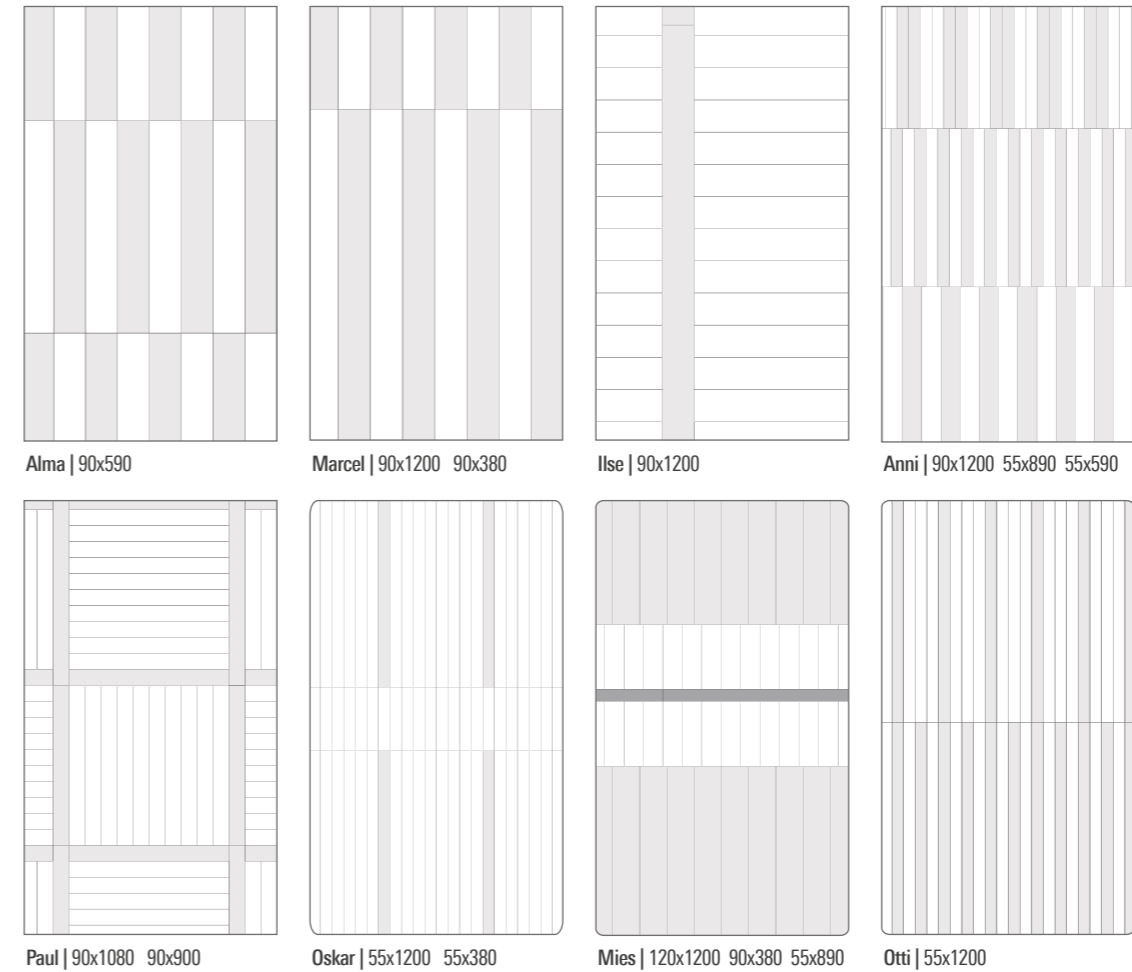 Alma | 90x590
Marcel | 90x1200 90x380
Ilse | 90x1200
Anni | 90x1200 55x890 55x590
Paul | 90x1080 90x900
Oskar | 55x1200 55x380
Mies | 120x1200 90x380 55x890
Otti | 55x1200